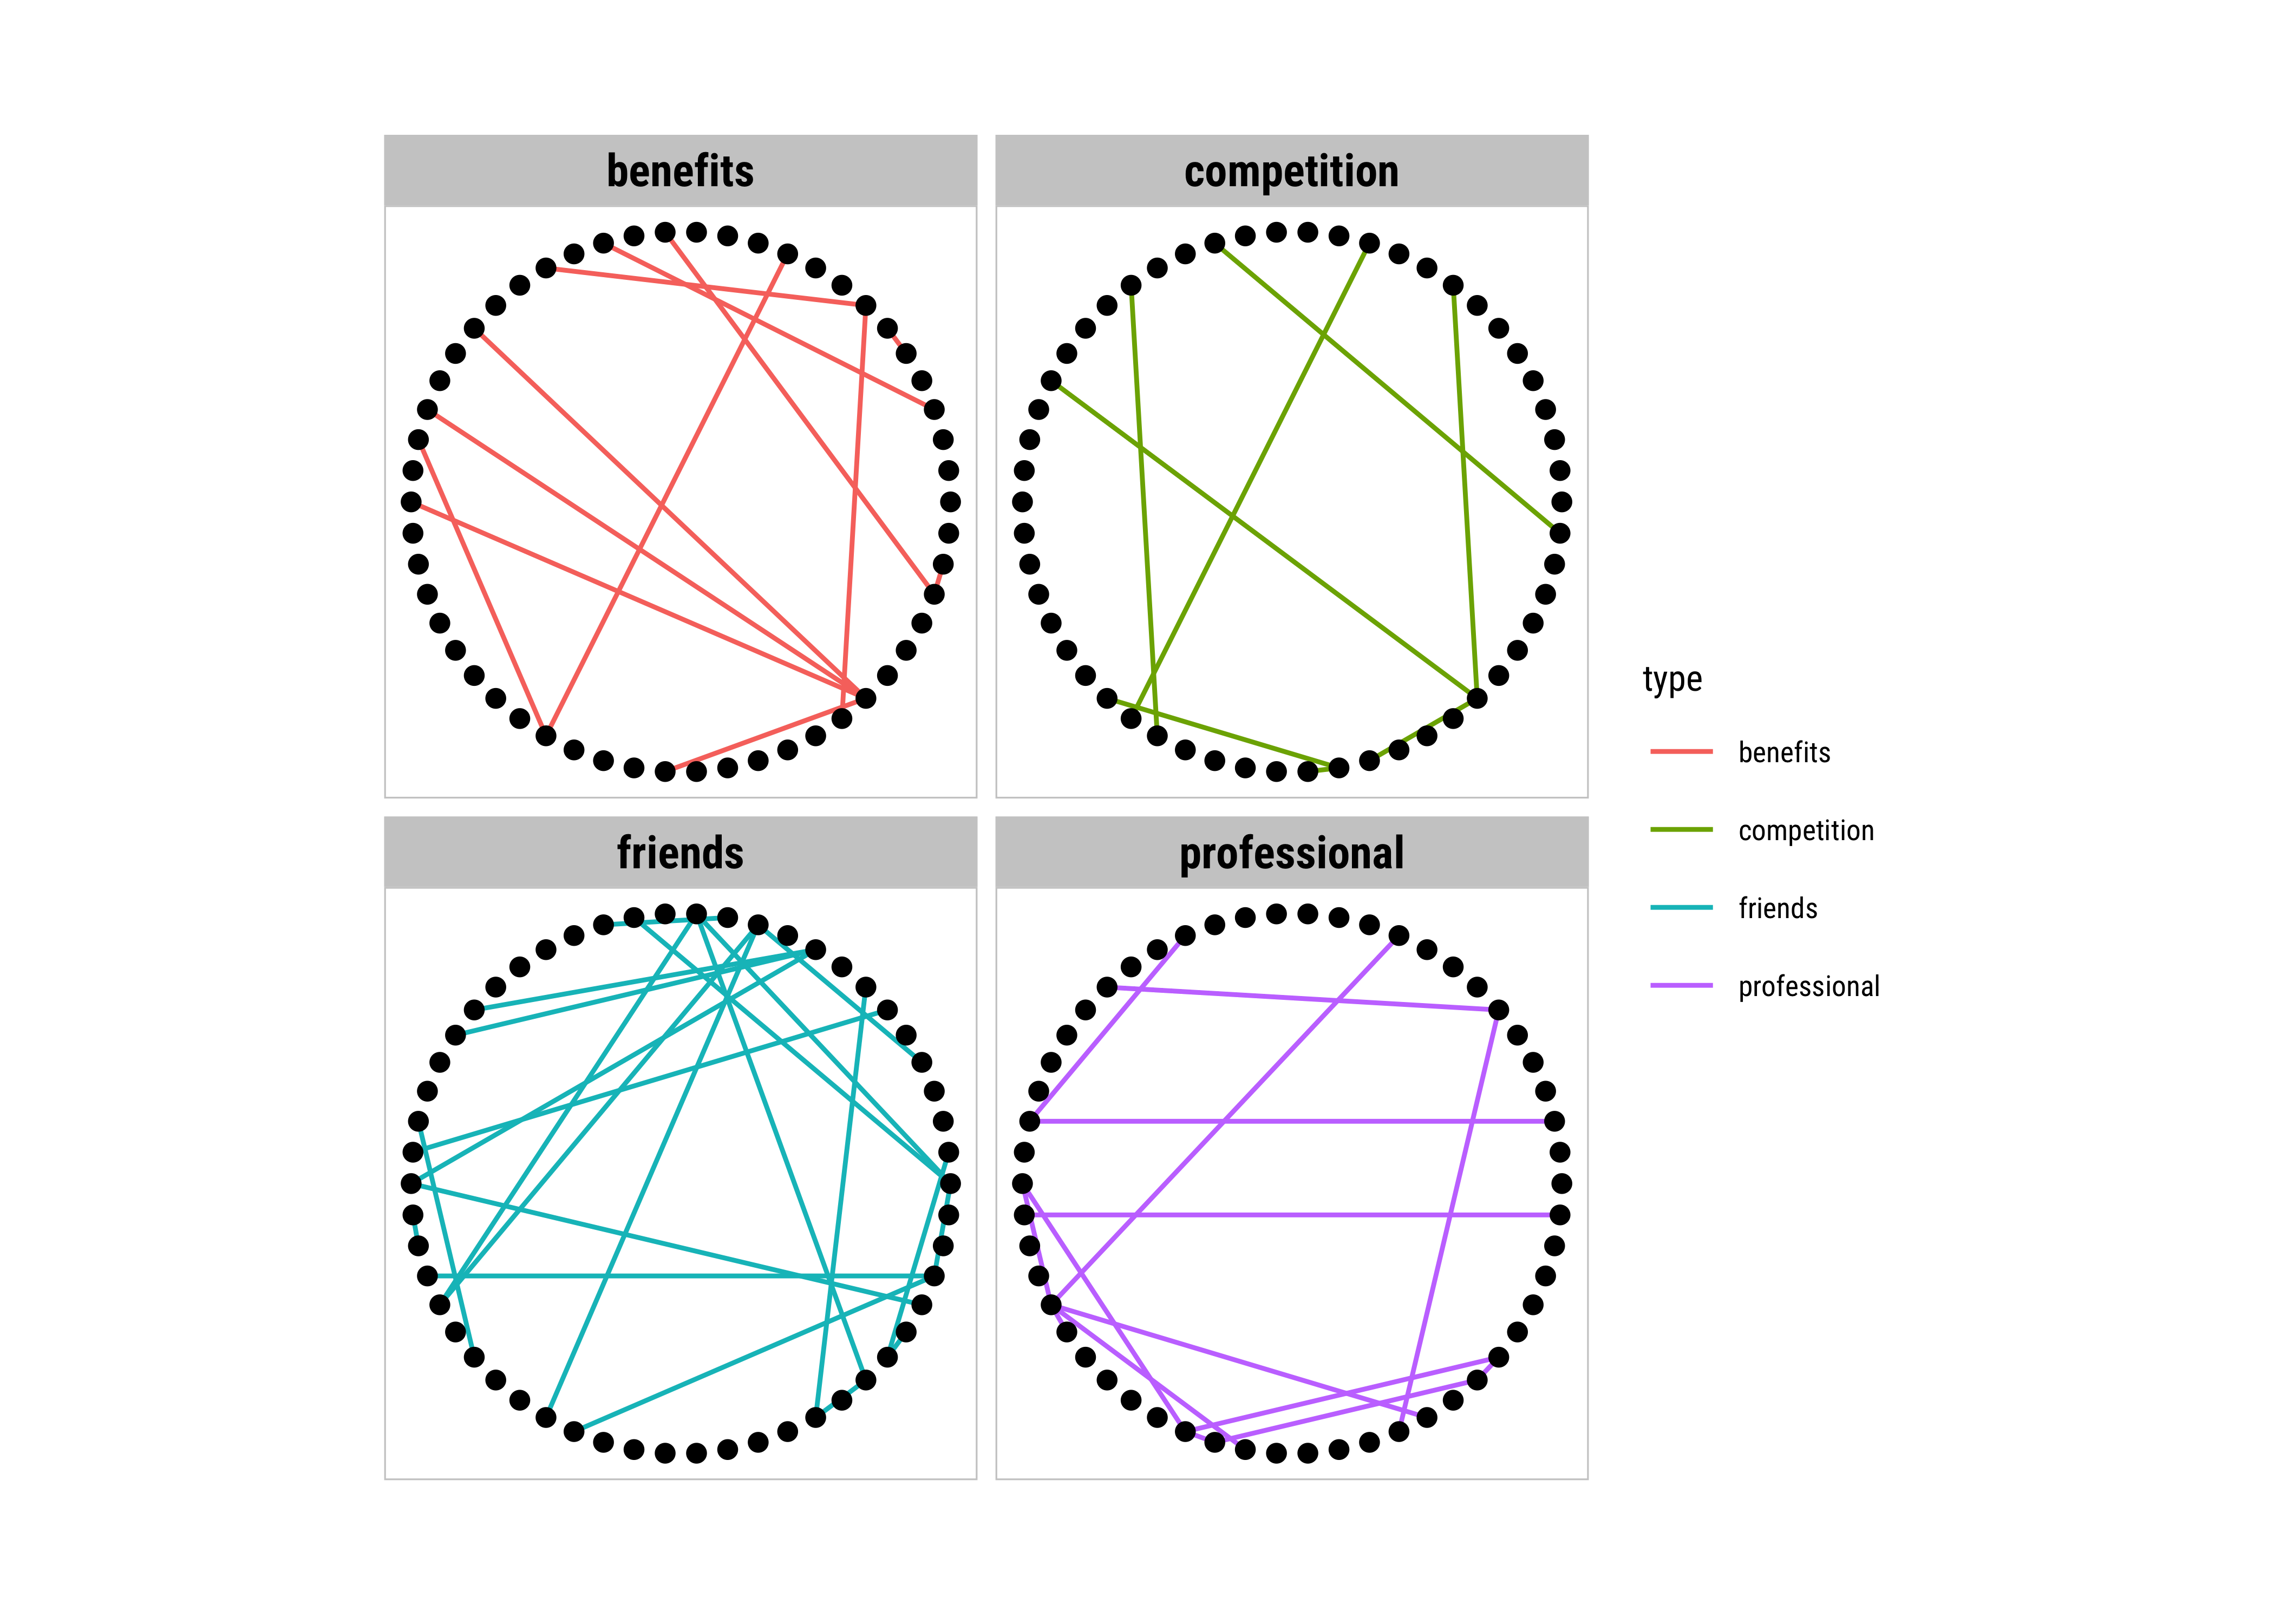 benefits
competition
friends
professional
type
benefits
competition
friends
professional